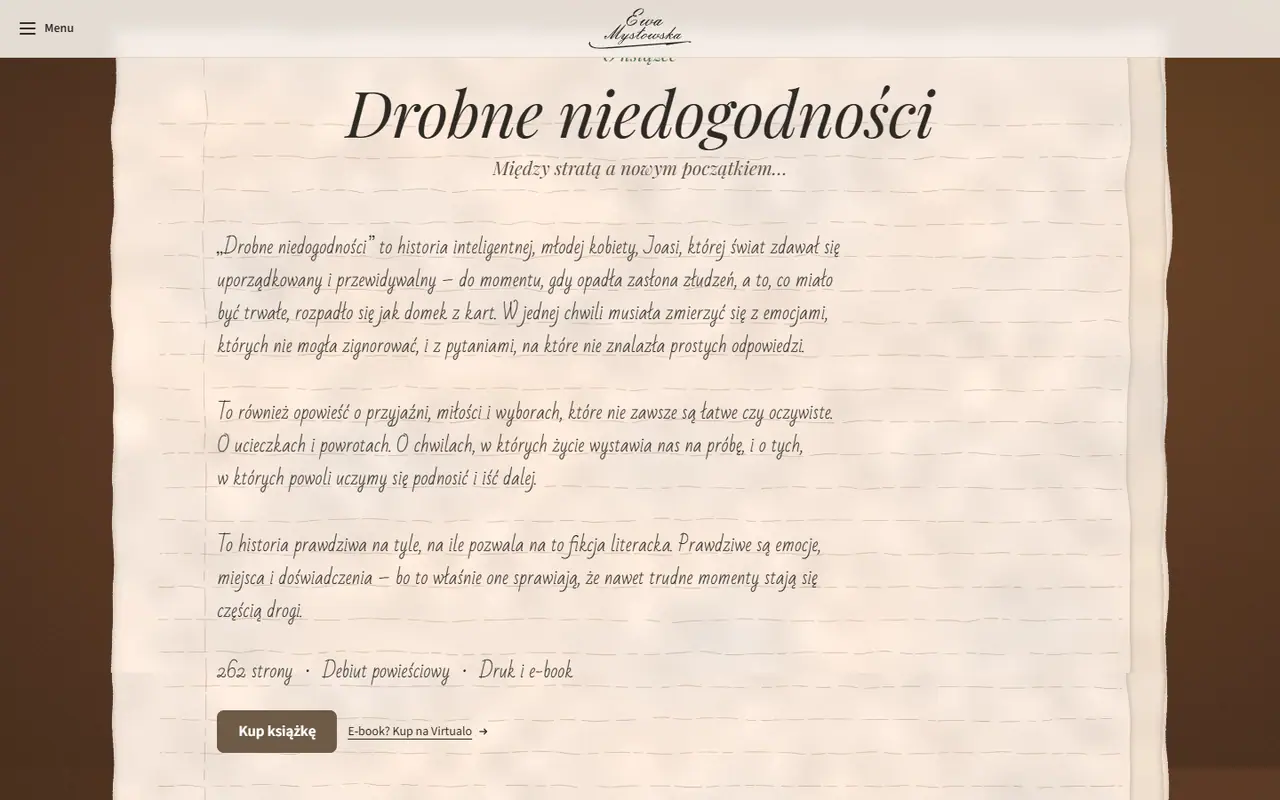 Menu
Ewa
Mysłowska
O książce
Drobne niedogodności
Między stratą a nowym początkiem...
„Drobne niedogodności” to historia inteligentnej, młodej kobiety, Joasi, której świat zdawał się
uporządkowany i przewidywalny – do momentu, gdy opadła zasłona złudzeń, a to, co miało
być trwałe, rozpadło się jak domek z kart. W jednej chwili musiała zmierzyć się z emocjami,
których nie mogła zignorować, i z pytaniami, na które nie znalazła prostych odpowiedzi.
To również opowieść o przyjaźni, miłości i wyborach, które nie zawsze są łatwe czy oczywiste.
O ucieczkach i powrotach. O chwilach, w których życie wystawia nas na próbę, i o tych,
w których powoli uczymy się podnosić i iść dalej.
To historia prawdziwa na tyle, na ile pozwala na to fikcja literacka. Prawdziwe są emocje,
miejsca i doświadczenia – bo to właśnie one sprawiają, że nawet trudne momenty stają się
częścią drogi.
262 strony · Debiut powieściowy · Druk i e-book
Kup książkę
E-book? Kup na Virtualo →